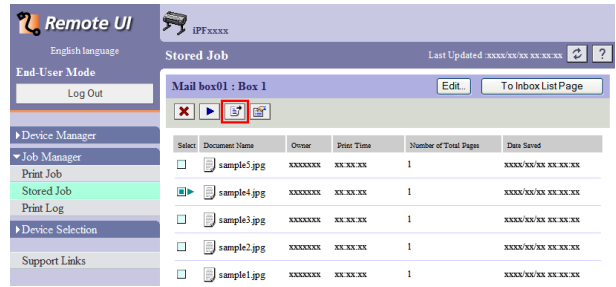 Remote UI
English language
End-User Mode
Log Out
Device Manager
Job Manager
Print Job
Stored Job
Print Log
Device Selection
Support Links
iPFxxxx
Stored Job
Last Updated :xxxx/xx/xx xx:xx:xx
?
Mail box01 : Box 1
Edit...
To Inbox List Page
Select Document Name Owner Print Time Number of Total Pages Date Saved
sample5.jpg xxxxxxx xx:xx:xx 1 xxxx/xx/xx xx:xx:xx
sample4.jpg xxxxxxx xx:xx:xx 1 xxxx/xx/xx xx:xx:xx
sample3.jpg xxxxxxx xx:xx:xx 1 xxxx/xx/xx xx:xx:xx
sample2.jpg xxxxxxx xx:xx:xx 1 xxxx/xx/xx xx:xx:xx
sample1.jpg xxxxxxx xx:xx:xx 1 xxxx/xx/xx xx:xx:xx